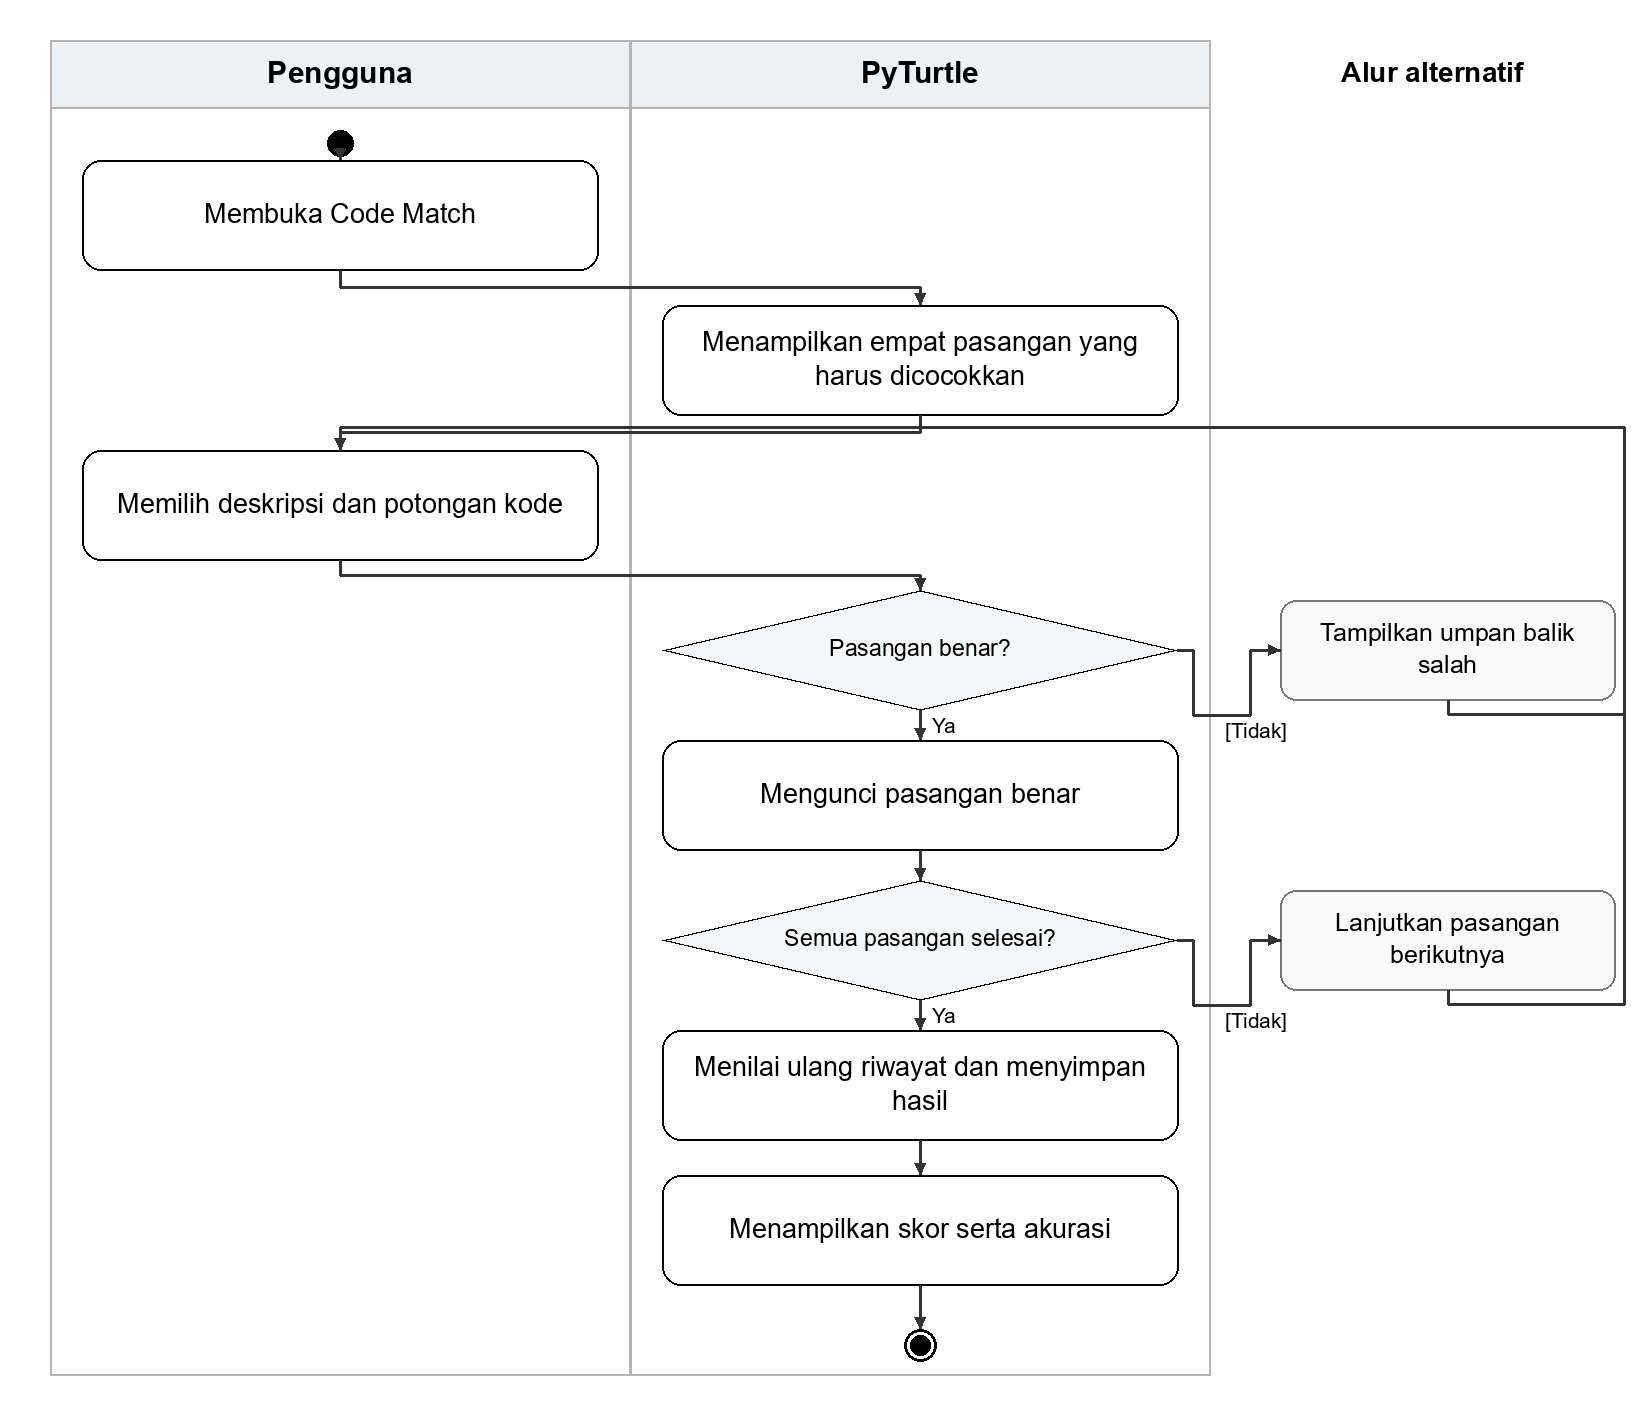 Pengguna
PyTurtle
Alur alternatif
Membuka Code Match
Menampilkan empat pasangan yang
harus dicocokkan
Memilih deskripsi dan potongan kode
Pasangan benar?
Tampilkan umpan balik
salah
Ya
[Tidak]
Mengunci pasangan benar
Semua pasangan selesai?
Lanjutkan pasangan
berikutnya
Ya
[Tidak]
Menilai ulang riwayat dan menyimpan
hasil
Menampilkan skor serta akurasi